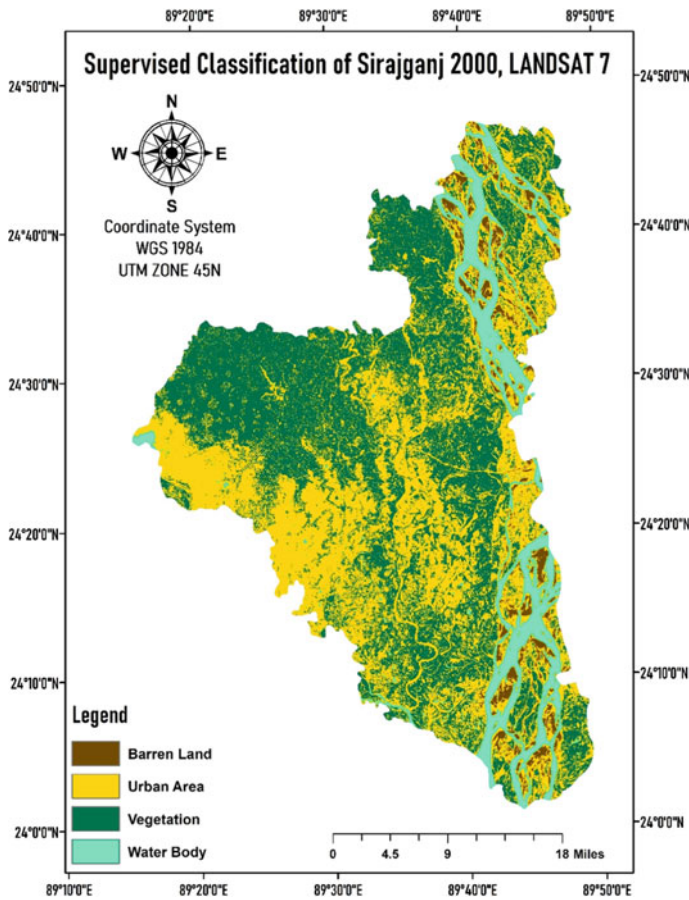 89°20'0"E 89°30'0"E 89°40'0"E 89°50'0"E
Supervised Classification of Sirajganj 2000, LANDSAT 7
24°50'0"N
24°50'0"N
N
W
E
S
Coordinate System
WGS 1984
UTM ZONE 45N
24°40'0"N
24°40'0"N
24°30'0"N
24°30'0"N
24°20'0"N
24°20'0"N
24°10'0"N
24°10'0"N
Legend
Barren Land
Urban Area
Vegetation
Water Body
24°0'0"N
24°0'0"N
0 4.5 9 18 Miles
89°10'0"E 89°20'0"E 89°30'0"E 89°40'0"E 89°50'0"E